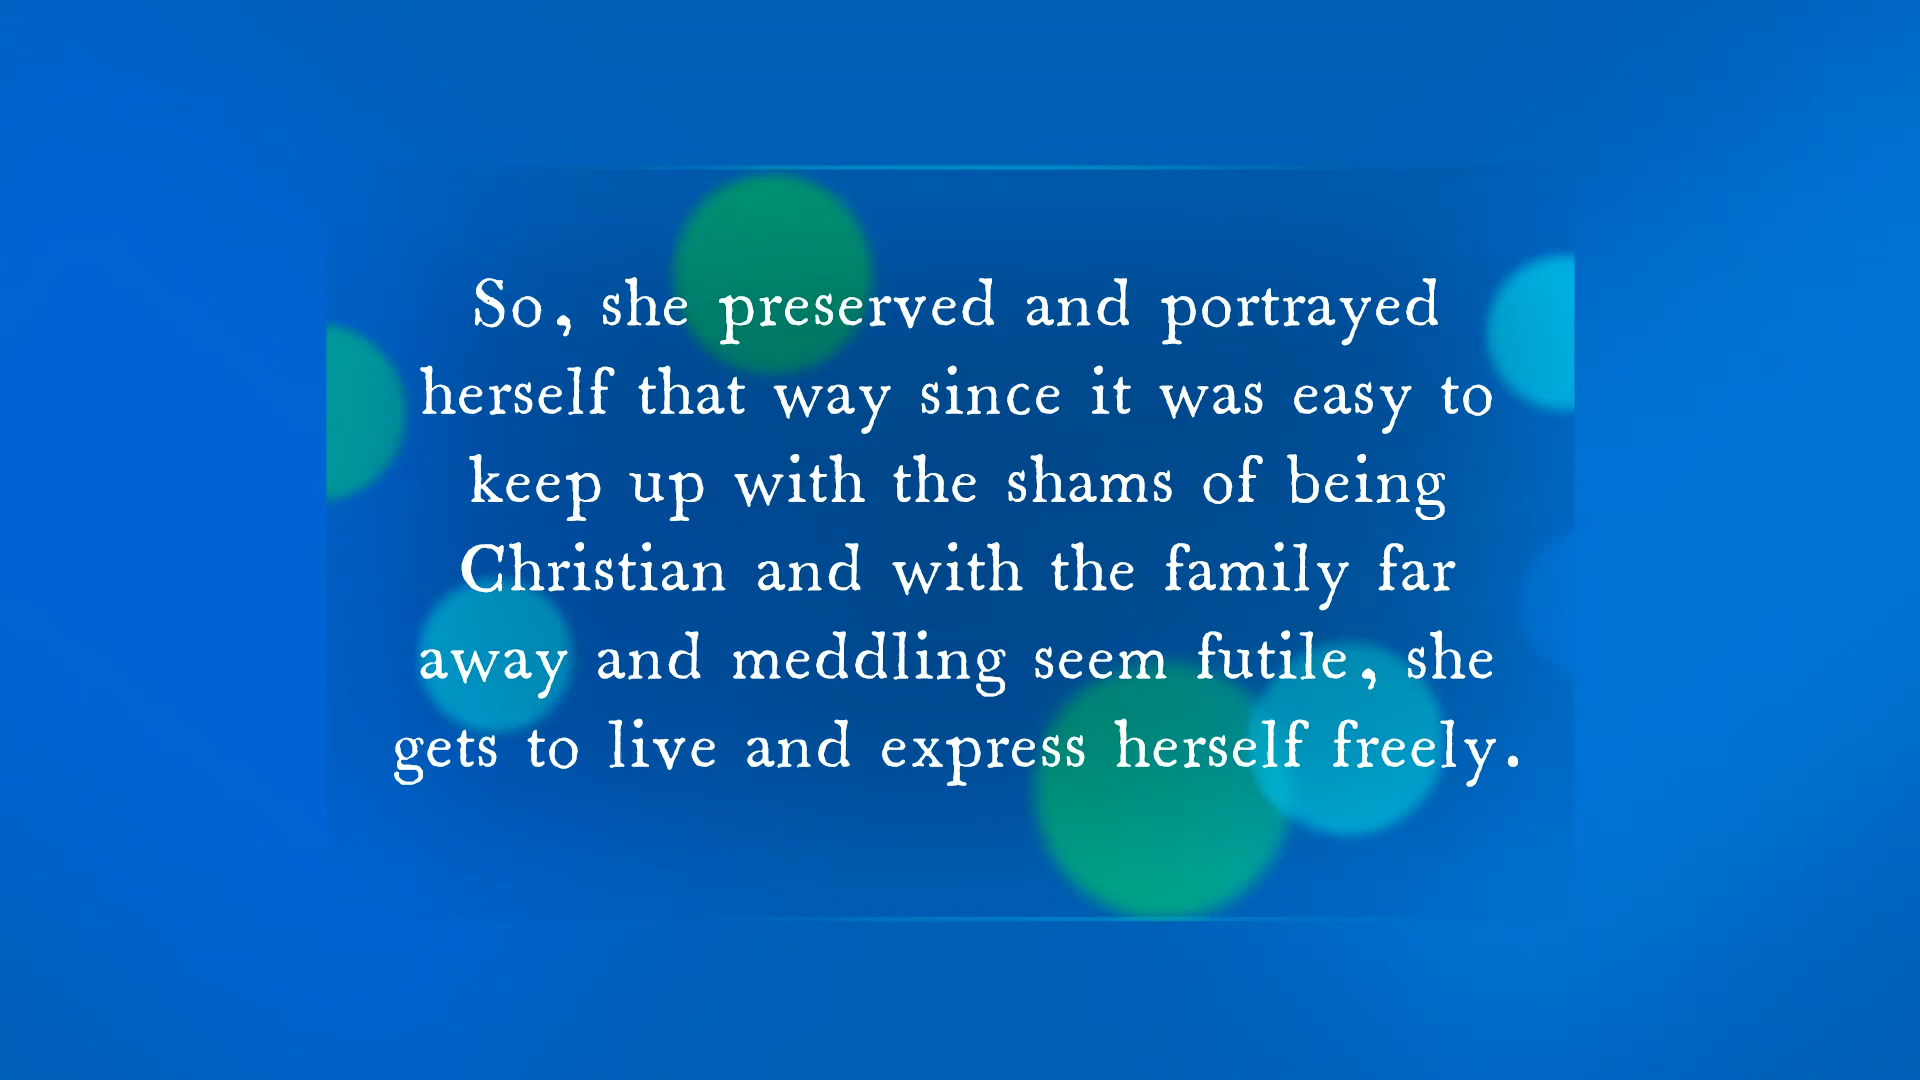 So, she preserved and portrayed
herself that way since it was easy to
keep up with the shams of being
Christian and with the family far
away and meddling seem futile, she
gets to live and express herself freely.